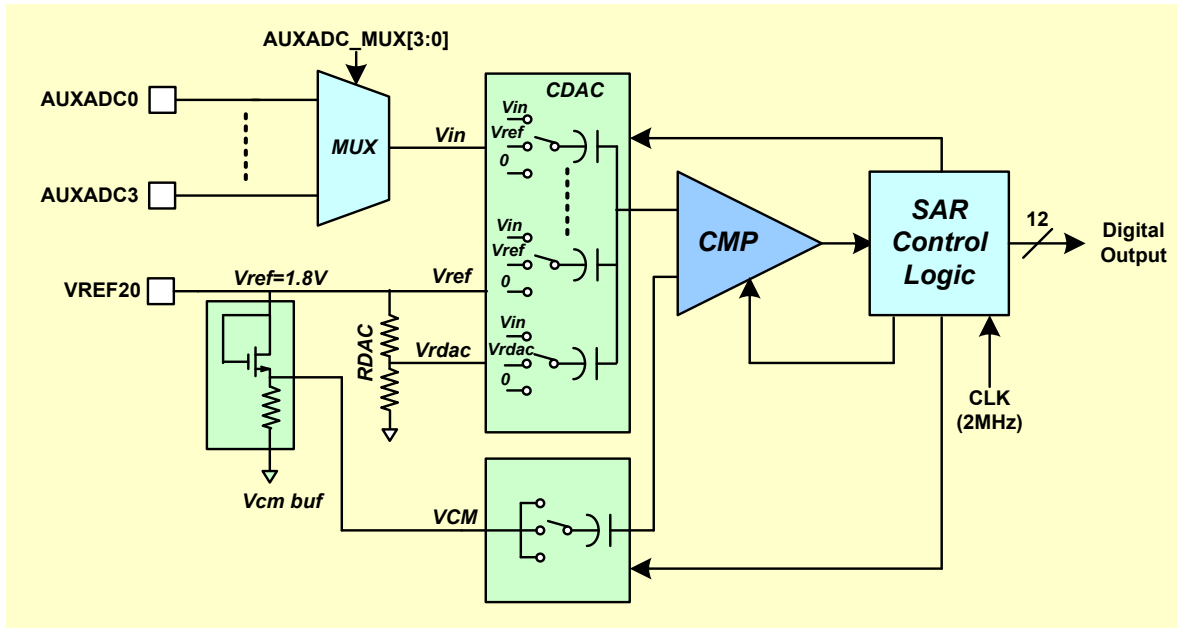 AUXADC_MUX[3:0]
AUXADC0
AUXADC3
MUX
Vin
CDAC
Vin
Vref
0
Vin
Vref
0
Vin
Vrdac
0
VREF20
Vref=1.8V
Vref
RDAC
Vrdac
Vcm buf
VCM
CMP
SAR
Control
Logic
12
Digital
Output
CLK
(2MHz)